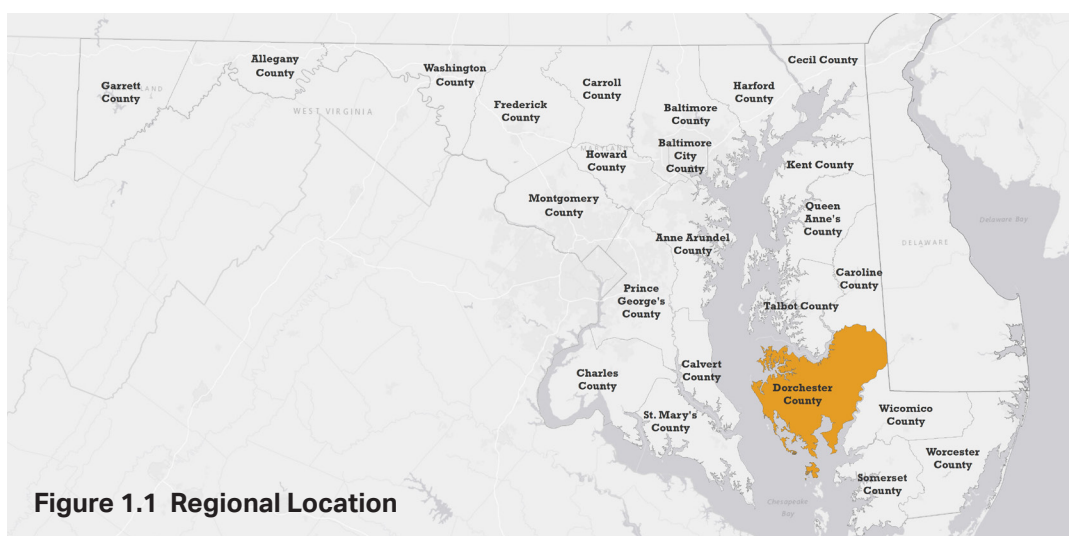 Garrett
County
MARYLAND
Allegany
County
WEST VIRGINIA
Washington
County
Frederick
County
Carroll
County
Baltimore
County
Harford
County
Cecil County
MARYLAND
Howard
County
Baltimore
City
County
Kent County
Montgomery
County
Queen
Anne's
County
Anne Arundel
County
DELAWARE
Delaware Bay
Caroline
County
Prince
George's
County
Talbot County
Charles
County
Calvert
County
Dorchester
County
St. Mary's
County
Wicomico
County
Worcester
County
Somerset
County
Chesapeake
Bay
Figure 1.1 Regional Location